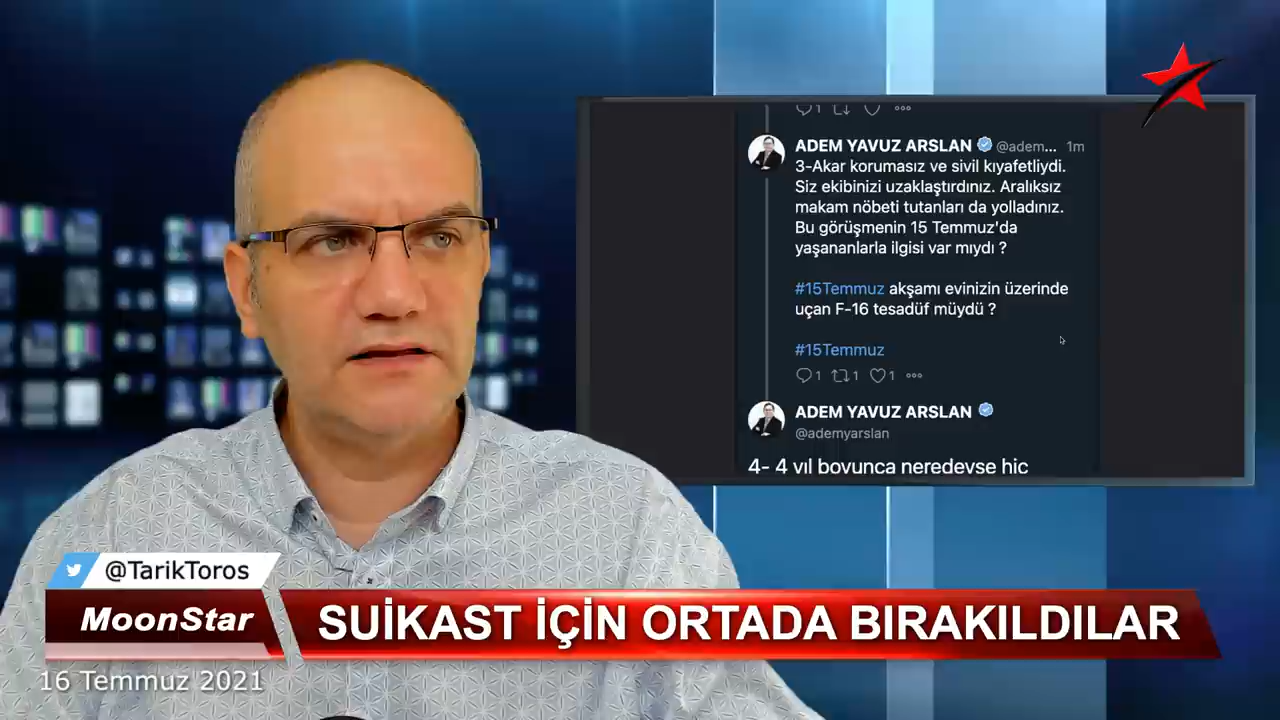 ADEM YAVUZ ARSLAN @adem... 1m
3-Akar korumasız ve sivil kıyafetliydi.
Siz ekibinizi uzaklaştırdınız. Aralıksız
makam nöbeti tutanları da yolladınız.
Bu görüşmenin 15 Temmuz'da
yaşananlarla ilgisi var mıydı ?
#15Temmuz akşamı evinizin üzerinde
uçan F-16 tesadüf müydü ?
#15Temmuz
1 1 1
ADEM YAVUZ ARSLAN
@ademyarslan
4- 4 yıl boyunca neredeyse hiç
@TarikToros
MoonStar
SUİKAST İÇİN ORTADA BIRAKILDILAR
16 Temmuz 2021